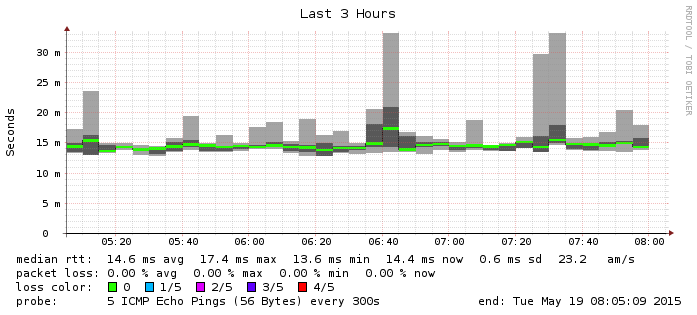 Last 3 Hours
RRDTOOL / TOBI OETIKER
Seconds
30 m
25 m
20 m
15 m
10 m
5 m
0
05:20 05:40 06:00 06:20 06:40 07:00 07:20 07:40 08:00
median rtt: 14.6 ms avg 17.4 ms max 13.6 ms min 14.4 ms now 0.6 ms sd 23.2 am/s
packet loss: 0.00 % avg 0.00 % max 0.00 % min 0.00 % now
loss color: 0 1/5 2/5 3/5 4/5
probe: 5 ICMP Echo Pings (56 Bytes) every 300s end: Tue May 19 08:05:09 2015